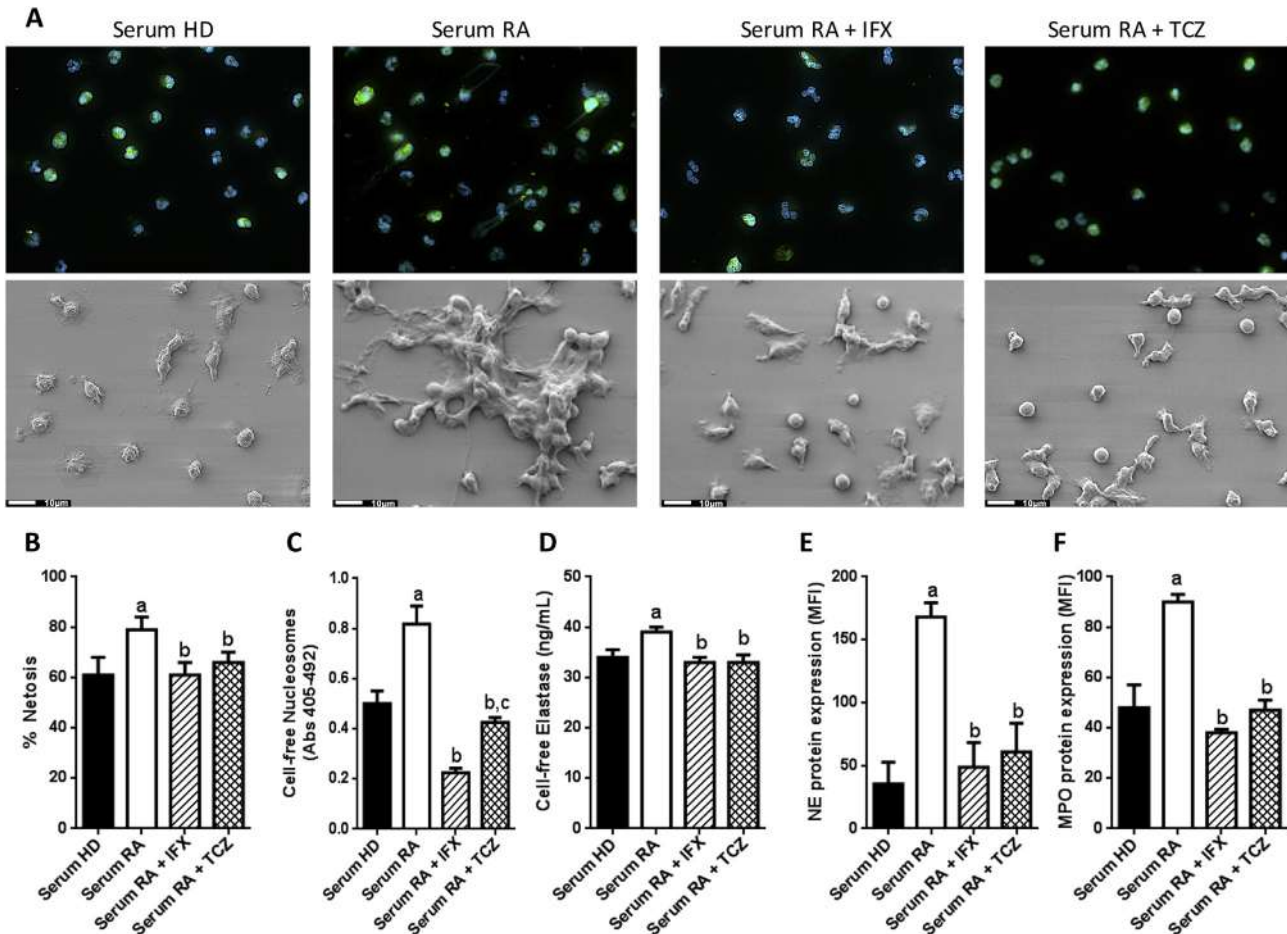 A
Serum HD
Serum RA
Serum RA + IFX
Serum RA + TCZ
10µm
10µm
10µm
10µm
B
% Netosis
100
80
60
40
20
0
a
b
b
Serum HD
Serum RA
Serum RA + IFX
Serum RA + TCZ
C
Cell-free Nucleosomes
(Abs 405-492)
1.0
0.8
0.6
0.4
0.2
0.0
a
b
b,c
Serum HD
Serum RA
Serum RA + IFX
Serum RA + TCZ
D
Cell-free Elastase (ng/mL)
50
40
30
20
10
0
a
b
b
Serum HD
Serum RA
Serum RA + IFX
Serum RA + TCZ
E
NE protein expression (MFI)
200
150
100
50
0
a
b
b
Serum HD
Serum RA
Serum RA + IFX
Serum RA + TCZ
F
MPO protein expression (MFI)
100
80
60
40
20
0
a
b
b
Serum HD
Serum RA
Serum RA + IFX
Serum RA + TCZ